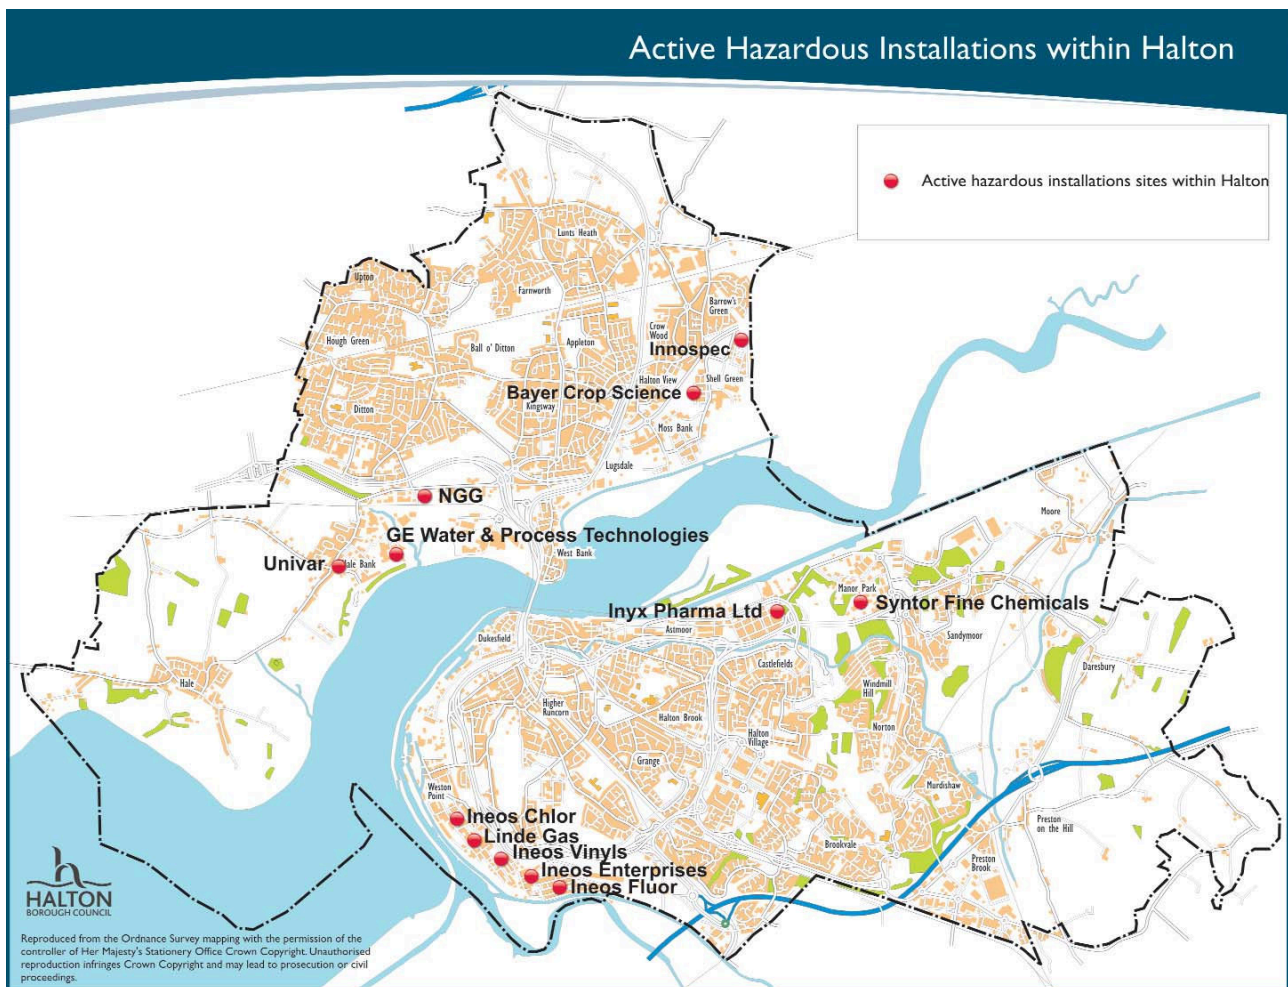 Active Hazardous Installations within Halton
Active hazardous installations sites within Halton
Lunts Heath
Upton
Farnworth
Barrow's
Green
Crow
Wood
Hough Green
Ball o' Ditton
Appleton
Innospec
Halton View
Shell Green
Bayer Crop Science
Ditton
Kingsway
Moss Bank
Lugsdale
NGG
Moore
GE Water & Process Technologies
West Bank
Univar
ale Bank
Manor Park
Inyx Pharma Ltd
Syntor Fine Chemicals
Astmoor
Dukesfield
Sandymoor
Castlefields
Daresbury
Hale
Windmill
Hill
Higher
Runcorn
Halton Brook
Norton
Halton
Village
Grange
Murdishaw
Weston
Point
Ineos Chlor
Preston
on the Hill
Linde Gas
Brookvale
Ineos Vinyls
Preston
Brook
Ineos Enterprises
Ineos Fluor
HALTON
BOROUGH COUNCIL
Reproduced from the Ordnance Survey mapping with the permission of the
controller of Her Majesty's Stationery Office Crown Copyright. Unauthorised
reproduction infringes Crown Copyright and may lead to prosecution or civil
proceedings.